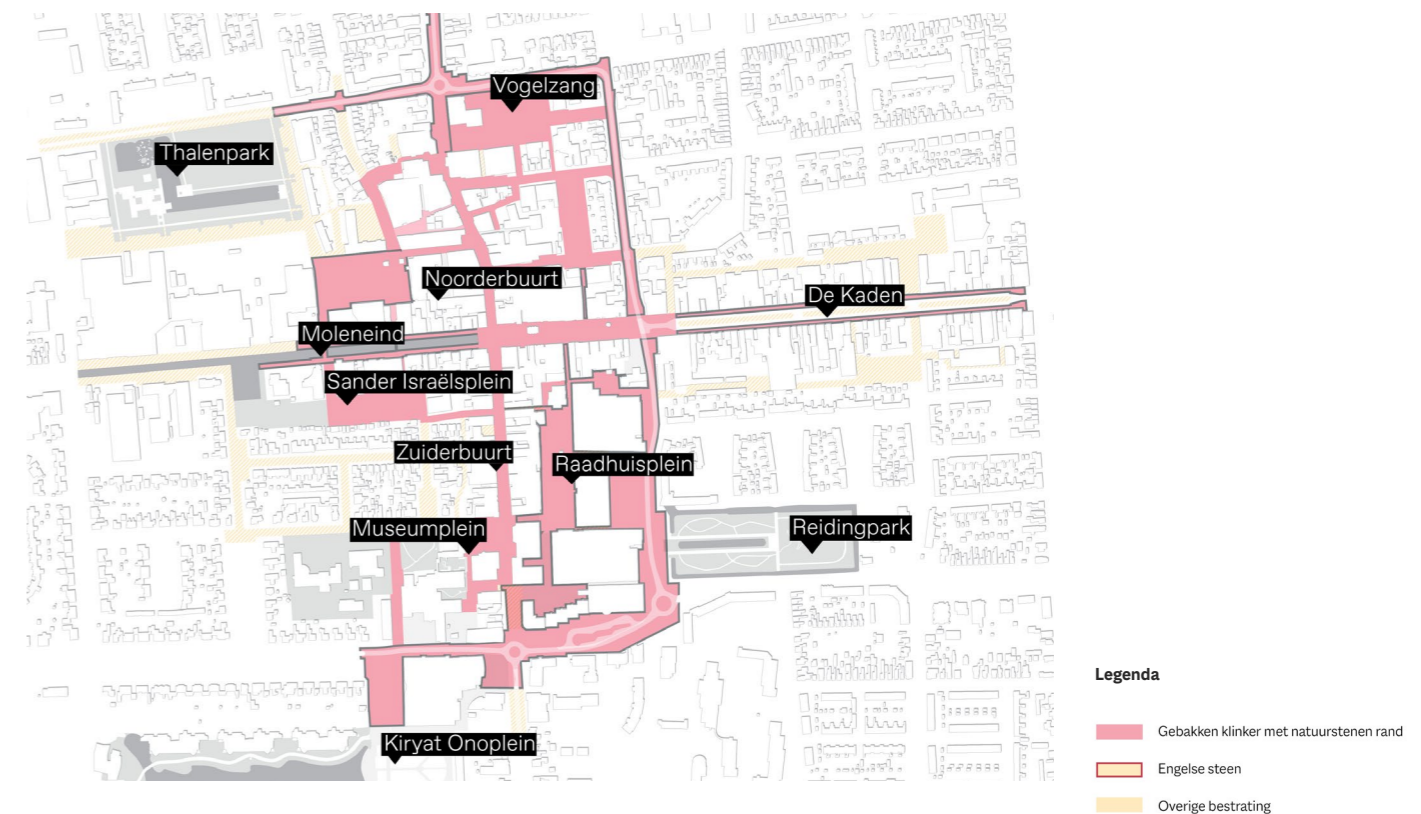 Vogelzang
Thalenpark
Noorderbuurt
De Kaden
Moleneind
Sander Israëlsplein
Zuiderbuurt
Raadhuisplein
Museumplein
Reidingpark
Kiryat Onoplein
Legenda
Gebakken klinker met natuurstenen rand
Engelse steen
Overige bestrating